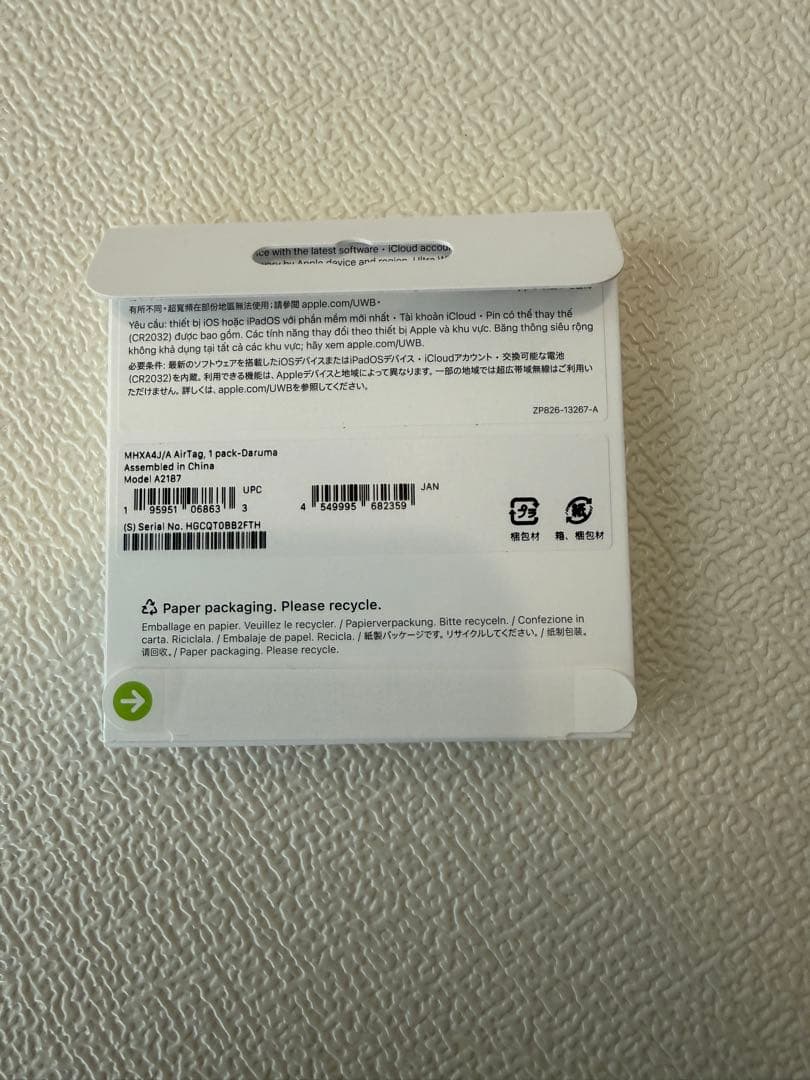 ice with the latest software • iCloud accou
vary by Apple device and region. Ultra W
有所不同。超寬頻在部份地區無法使用；請參閱 apple.com/UWB。
Yêu cầu: thiết bị iOS hoặc iPadOS với phần mềm mới nhất • Tài khoản iCloud • Pin có thể thay thế
(CR2032) được bao gồm. Các tính năng thay đổi theo thiết bị Apple và khu vực. Băng thông siêu rộng
không khả dụng tại tất cả các khu vực; hãy xem apple.com/UWB.
必要条件: 最新のソフトウェアを搭載したiOSデバイスまたはiPadOSデバイス • iCloudアカウント • 交換可能な電池
(CR2032)を内蔵。利用できる機能は、Appleデバイスと地域によって異なります。一部の地域では超広帯域無線はご利用い
ただけません。詳しくは、apple.com/UWBを参照してください。
ZP826-13267-A
MHXA4J/A AirTag, 1 pack-Daruma
Assembled in China
Model A2187
UPC
1 95951 06863 3
JAN
4 549995 682359
(S) Serial No. HGCQT0BB2FTH
プラ
梱包材
紙
箱、梱包材
Paper packaging. Please recycle.
Emballage en papier. Veuillez le recycler. / Papierverpackung. Bitte recyceln. / Confezione in
carta. Riciclala. / Embalaje de papel. Recicla. / 紙製パッケージです。リサイクルしてください。/ 纸制包装。
请回收。/ Paper packaging. Please recycle.